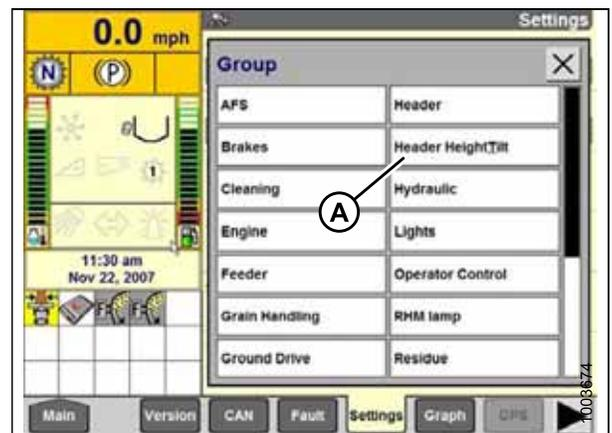 0.0 mph
Settings
N
(P)
Group
X
AFS
Header
Brakes
Header Height/Tilt
Cleaning
Hydraulic
A
Engine
Lights
Feeder
Operator Control
Grain Handling
RHM lamp
Ground Drive
Residue
1
11:30 am
Nov 22, 2007
Main
Version
CAN
Fault
Settings
Graph
GPS
1003674